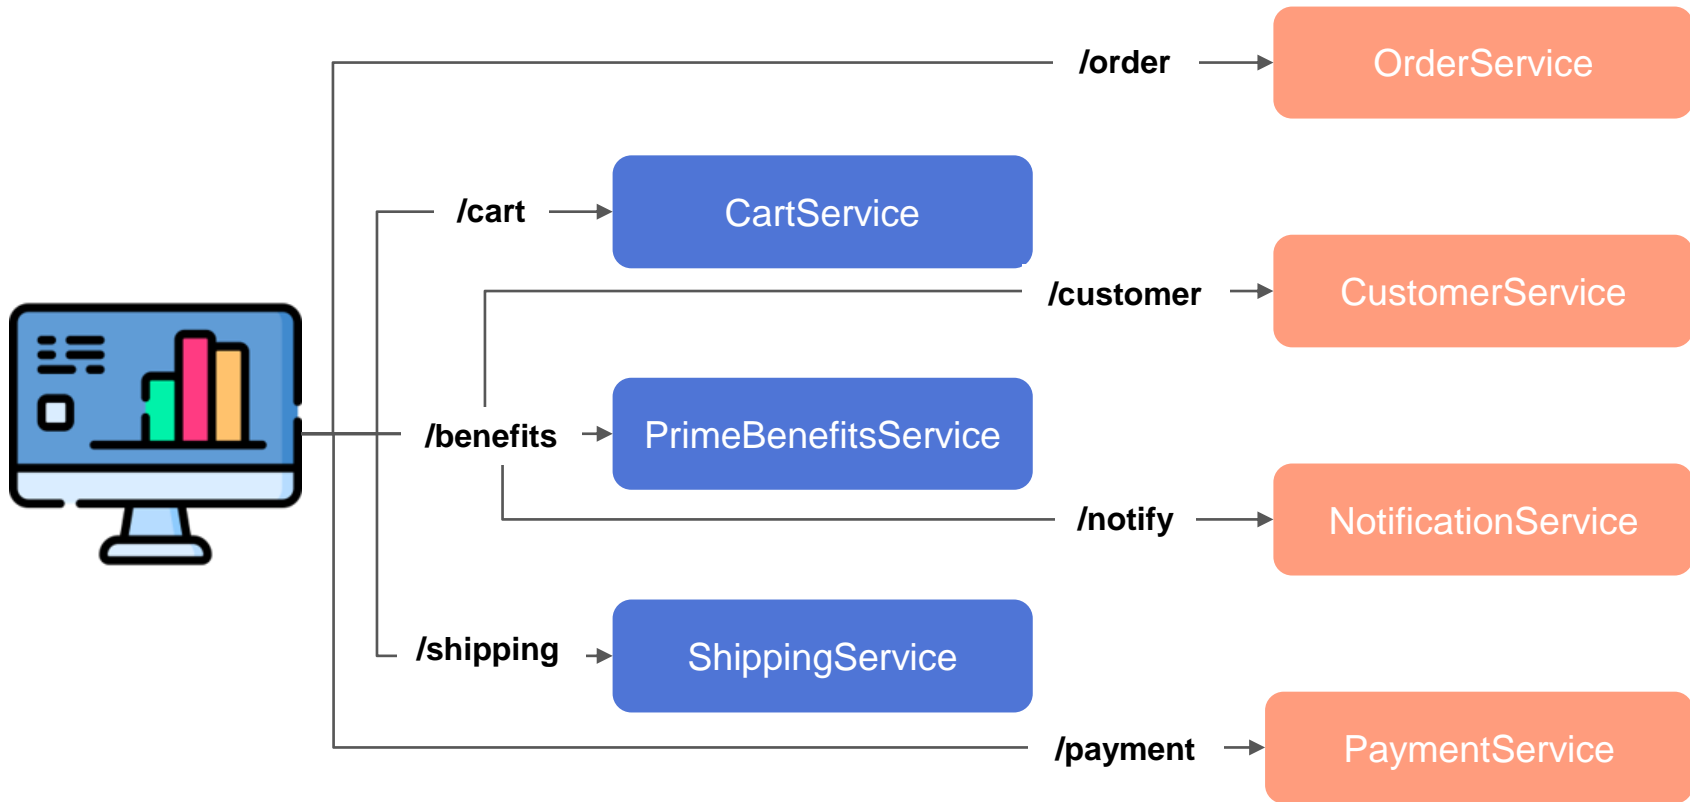 /order
OrderService
/cart
CartService
/customer
CustomerService
/benefits
PrimeBenefitsService
/notify
NotificationService
/shipping
ShippingService
/payment
PaymentService